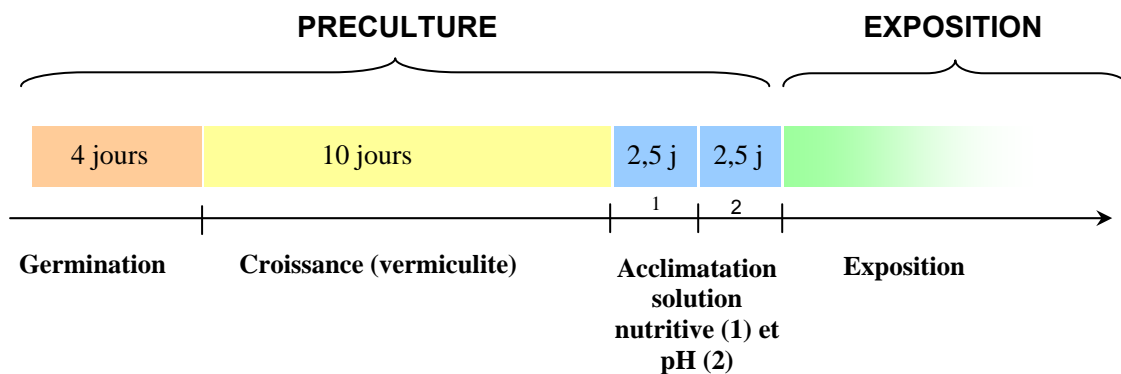 PRECULTURE
EXPOSITION
4 jours
10 jours
2,5 j
2,5 j
1
2
Germination
Croissance (vermiculite)
Acclimatation
solution
nutritive (1) et
pH (2)
Exposition